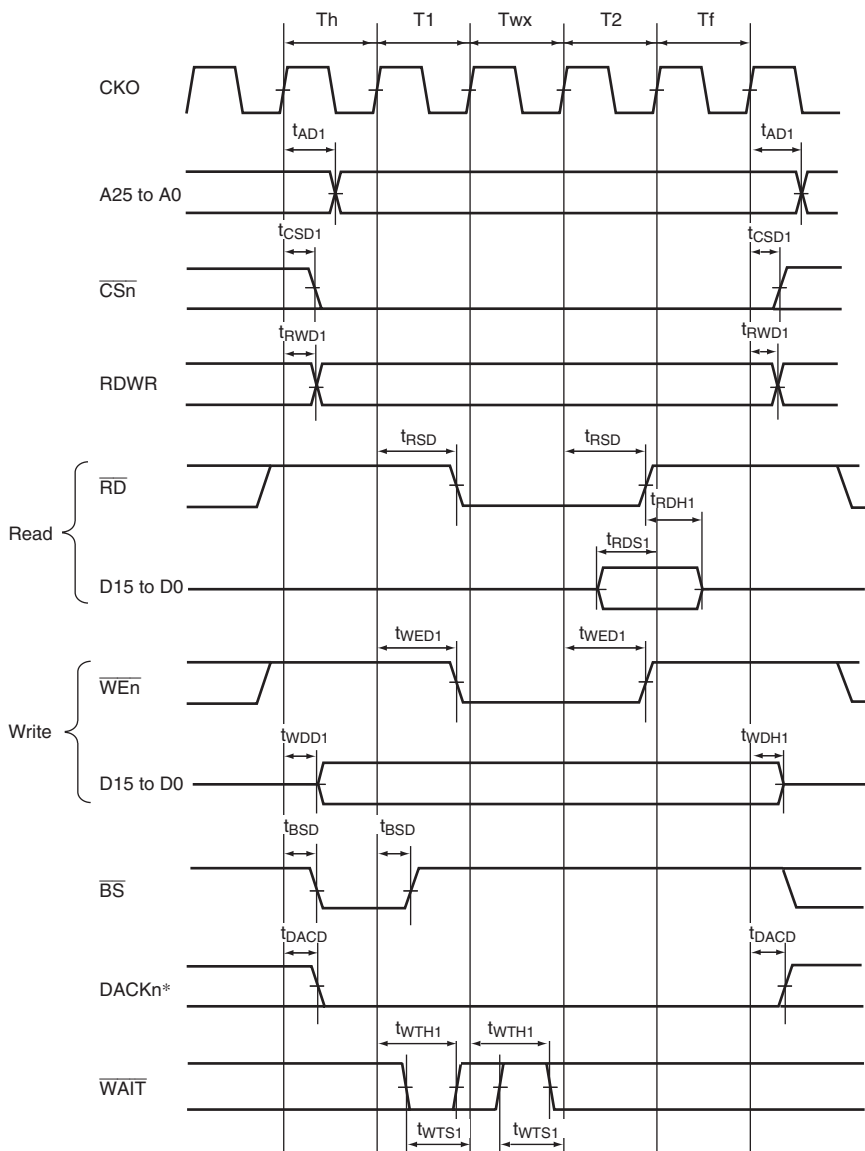 Th T1 Twx T2 Tf
CKO
tAD1 tAD1
A25 to A0
tCSD1 tCSD1
CSn
tRWD1 tRWD1
RDWR
tRSD tRSD
RD
tRDH1
Read
tRDS1
D15 to D0
tWED1 tWED1
WEn
Write
tWDD1 tWDH1
D15 to D0
tBSD tBSD
BS
tDACD tDACD
DACKn*
tWTH1 tWTH1
WAIT
tWTS1 tWTS1